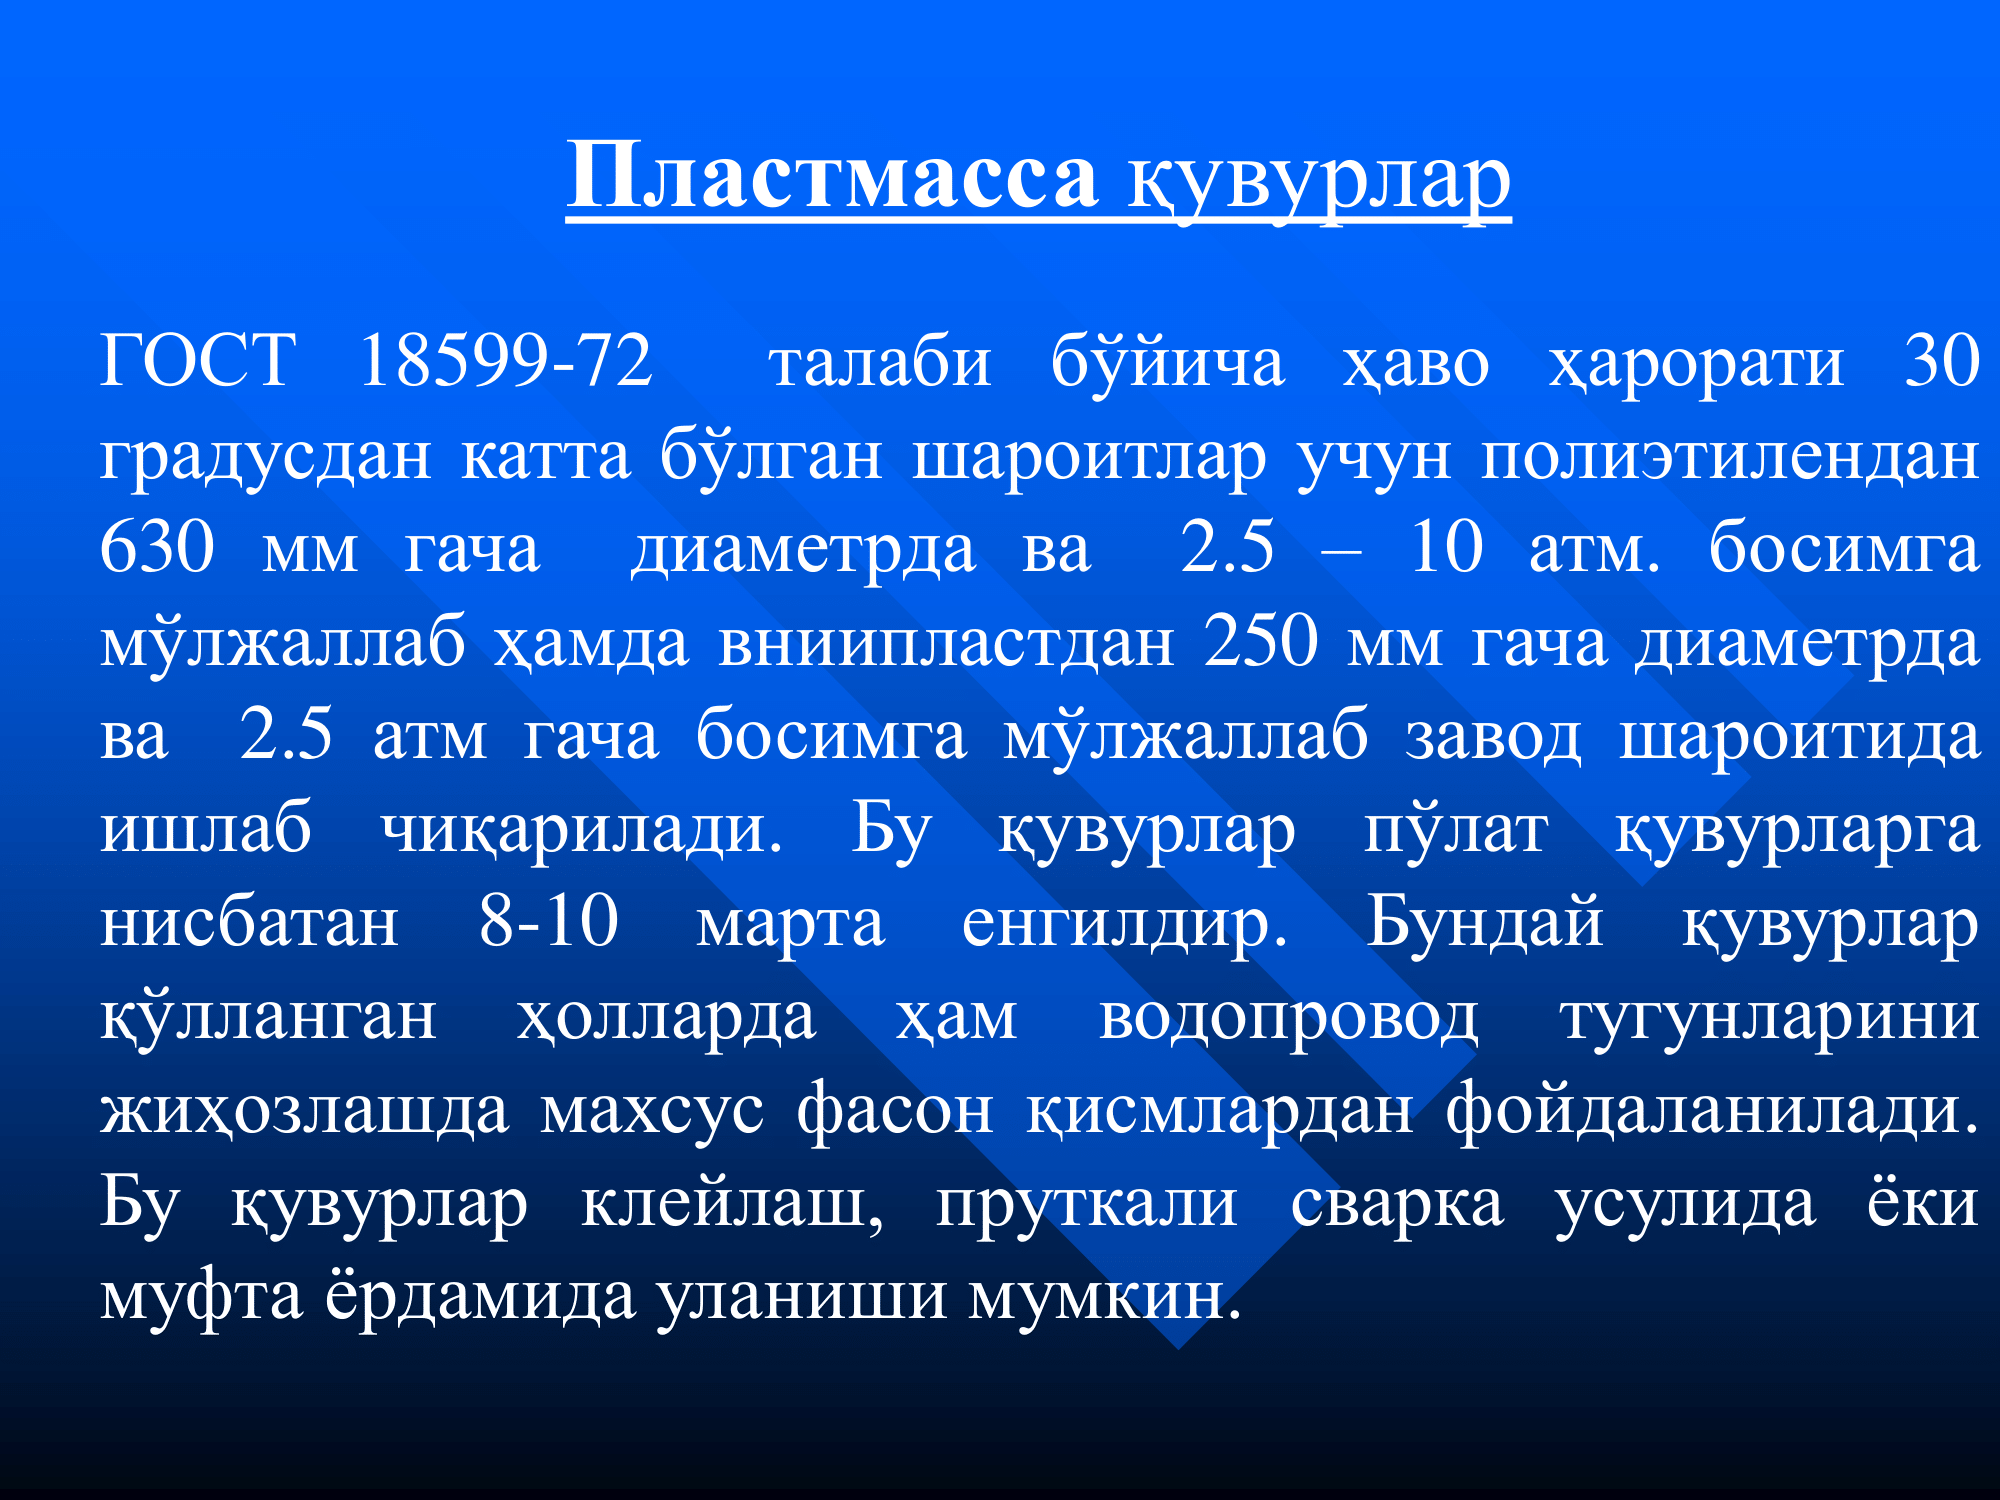 Пластмасса қувурлар
ГОСТ 18599-72 талаби бўйича ҳаво ҳарорати 30
градусдан катта бўлган шароитлар учун полиэтилендан
630 мм гача диаметрда ва 2.5 – 10 атм. босимга
мўлжаллаб ҳамда вниипластдан 250 мм гача диаметрда
ва 2.5 атм гача босимга мўлжаллаб завод шароитида
ишлаб чиқарилади. Бу қувурлар пўлат қувурларга
нисбатан 8-10 марта енгилдир. Бундай қувурлар
қўлланган ҳолларда ҳам водопровод тугунларини
жиҳозлашда махсус фасон қисмлардан фойдаланилади.
Бу қувурлар клейлаш, пруткали сварка усулида ёки
муфта ёрдамида уланиши мумкин.